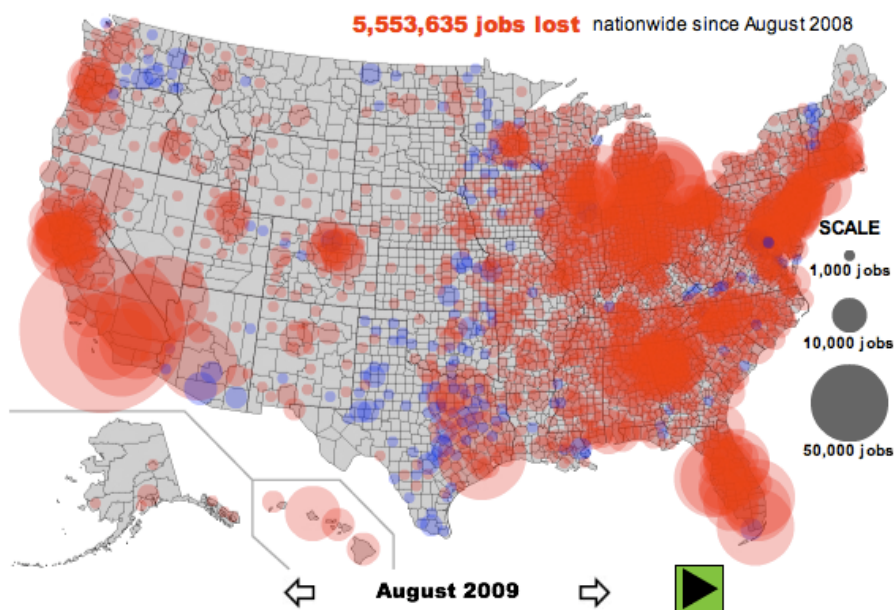 5,553,635 jobs lost nationwide since August 2008
SCALE
1,000 jobs
10,000 jobs
50,000 jobs
August 2009